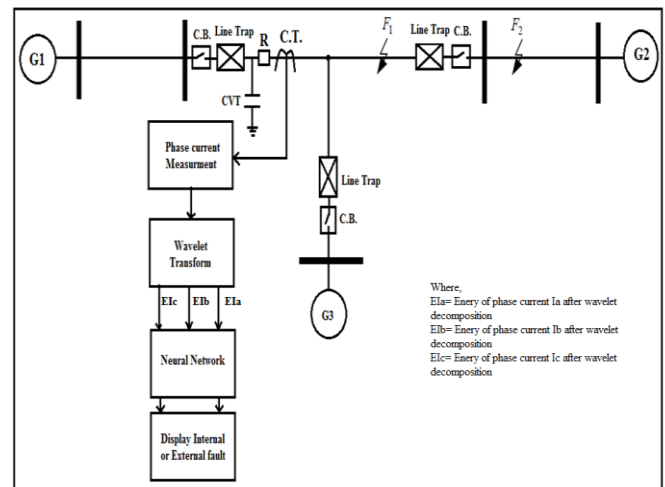 G1
C.B.
Line Trap
R
C.T.
F1
Line Trap
C.B.
F2
G2
CVT
Phase current
Measurment
Line Trap
C.B.
Wavelet
Transform
G3
EIc
EIb
EIa
Neural Network
Display Internal
or External fault
Where,
EIa= Enery of phase current Ia after wavelet
decomposition
EIb= Enery of phase current Ib after wavelet
decomposition
EIc= Enery of phase current Ic after wavelet
decomposition